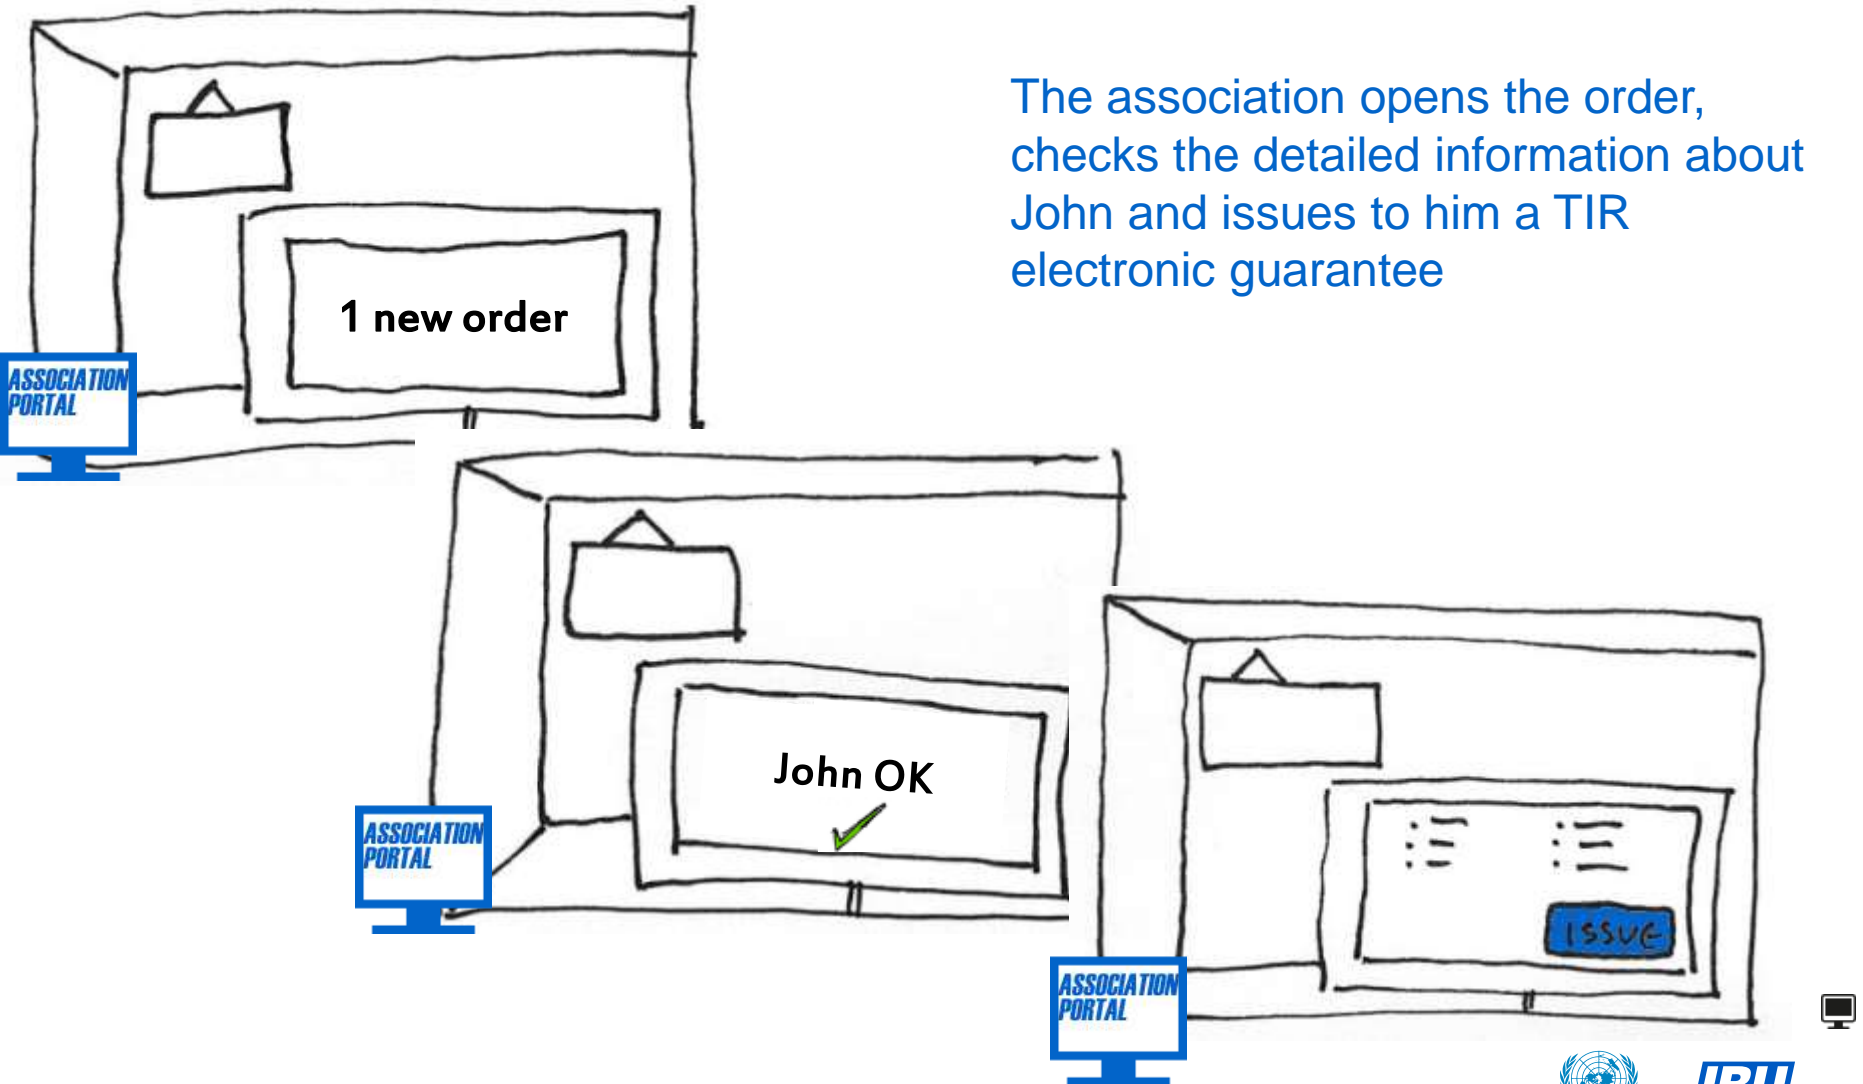 The association opens the order,
checks the detailed information about
John and issues to him a TIR
electronic guarantee
1 new order
ASSOCIATION
PORTAL
John OK
ASSOCIATION
PORTAL
ISSUE
ASSOCIATION
PORTAL
IRU